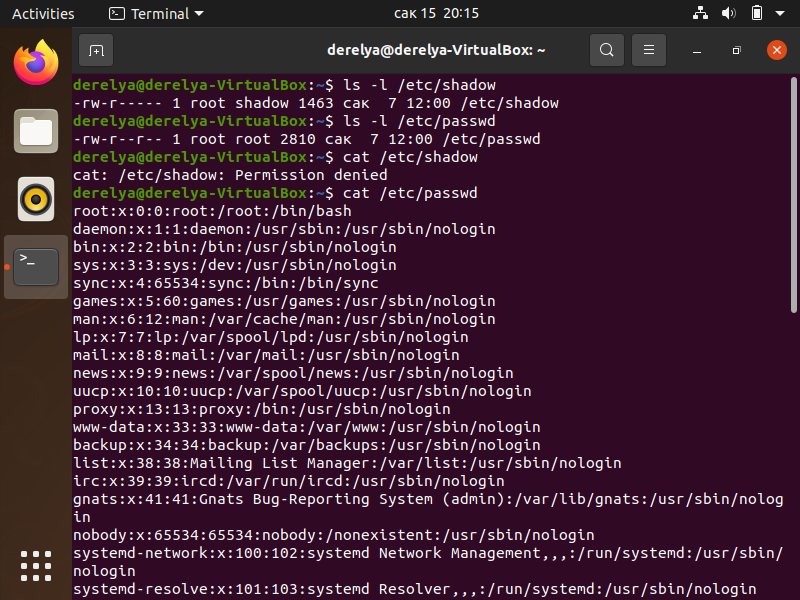 Activities
Terminal
сак 15 20:15
derelya@derelya-VirtualBox: ~
derelya@derelya-VirtualBox:~$ ls -l /etc/shadow
-rw-r----- 1 root shadow 1463 сак  7 12:00 /etc/shadow
derelya@derelya-VirtualBox:~$ ls -l /etc/passwd
-rw-r--r-- 1 root root 2810 сак  7 12:00 /etc/passwd
derelya@derelya-VirtualBox:~$ cat /etc/shadow
cat: /etc/shadow: Permission denied
derelya@derelya-VirtualBox:~$ cat /etc/passwd
root:x:0:0:root:/root:/bin/bash
daemon:x:1:1:daemon:/usr/sbin:/usr/sbin/nologin
bin:x:2:2:bin:/bin:/usr/sbin/nologin
sys:x:3:3:sys:/dev:/usr/sbin/nologin
sync:x:4:65534:sync:/bin:/bin/sync
games:x:5:60:games:/usr/games:/usr/sbin/nologin
man:x:6:12:man:/var/cache/man:/usr/sbin/nologin
lp:x:7:7:lp:/var/spool/lpd:/usr/sbin/nologin
mail:x:8:8:mail:/var/mail:/usr/sbin/nologin
news:x:9:9:news:/var/spool/news:/usr/sbin/nologin
uucp:x:10:10:uucp:/var/spool/uucp:/usr/sbin/nologin
proxy:x:13:13:proxy:/bin:/usr/sbin/nologin
www-data:x:33:33:www-data:/var/www:/usr/sbin/nologin
backup:x:34:34:backup:/var/backups:/usr/sbin/nologin
list:x:38:38:Mailing List Manager:/var/list:/usr/sbin/nologin
irc:x:39:39:ircd:/var/run/ircd:/usr/sbin/nologin
gnats:x:41:41:Gnats Bug-Reporting System (admin):/var/lib/gnats:/usr/sbin/nolog
in
nobody:x:65534:65534:nobody:/nonexistent:/usr/sbin/nologin
systemd-network:x:100:102:systemd Network Management,,,:/run/systemd:/usr/sbin/
nologin
systemd-resolve:x:101:103:systemd Resolver,,,:/run/systemd:/usr/sbin/nologin